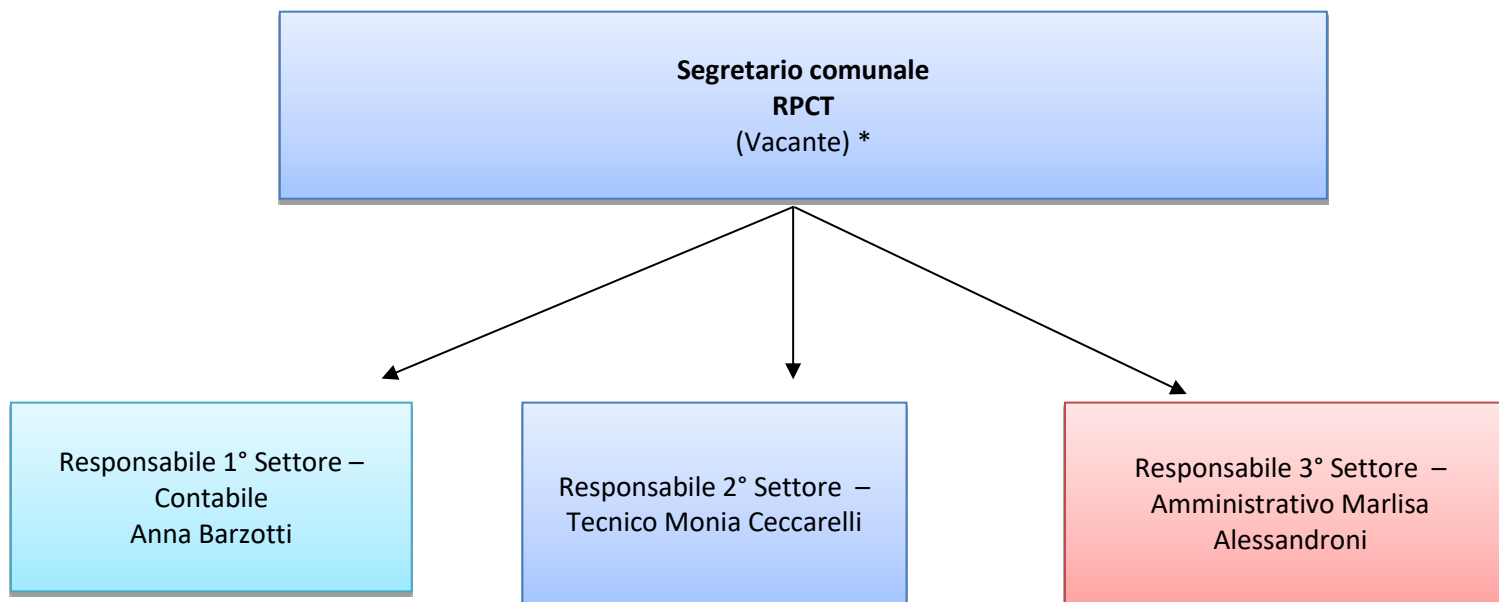 Segretario comunale
RPCT
(Vacante) *
Responsabile 1° Settore –
Contabile
Anna Barzotti
Responsabile 2° Settore –
Tecnico Monia Ceccarelli
Responsabile 3° Settore –
Amministrativo Marlisa
Alessandroni